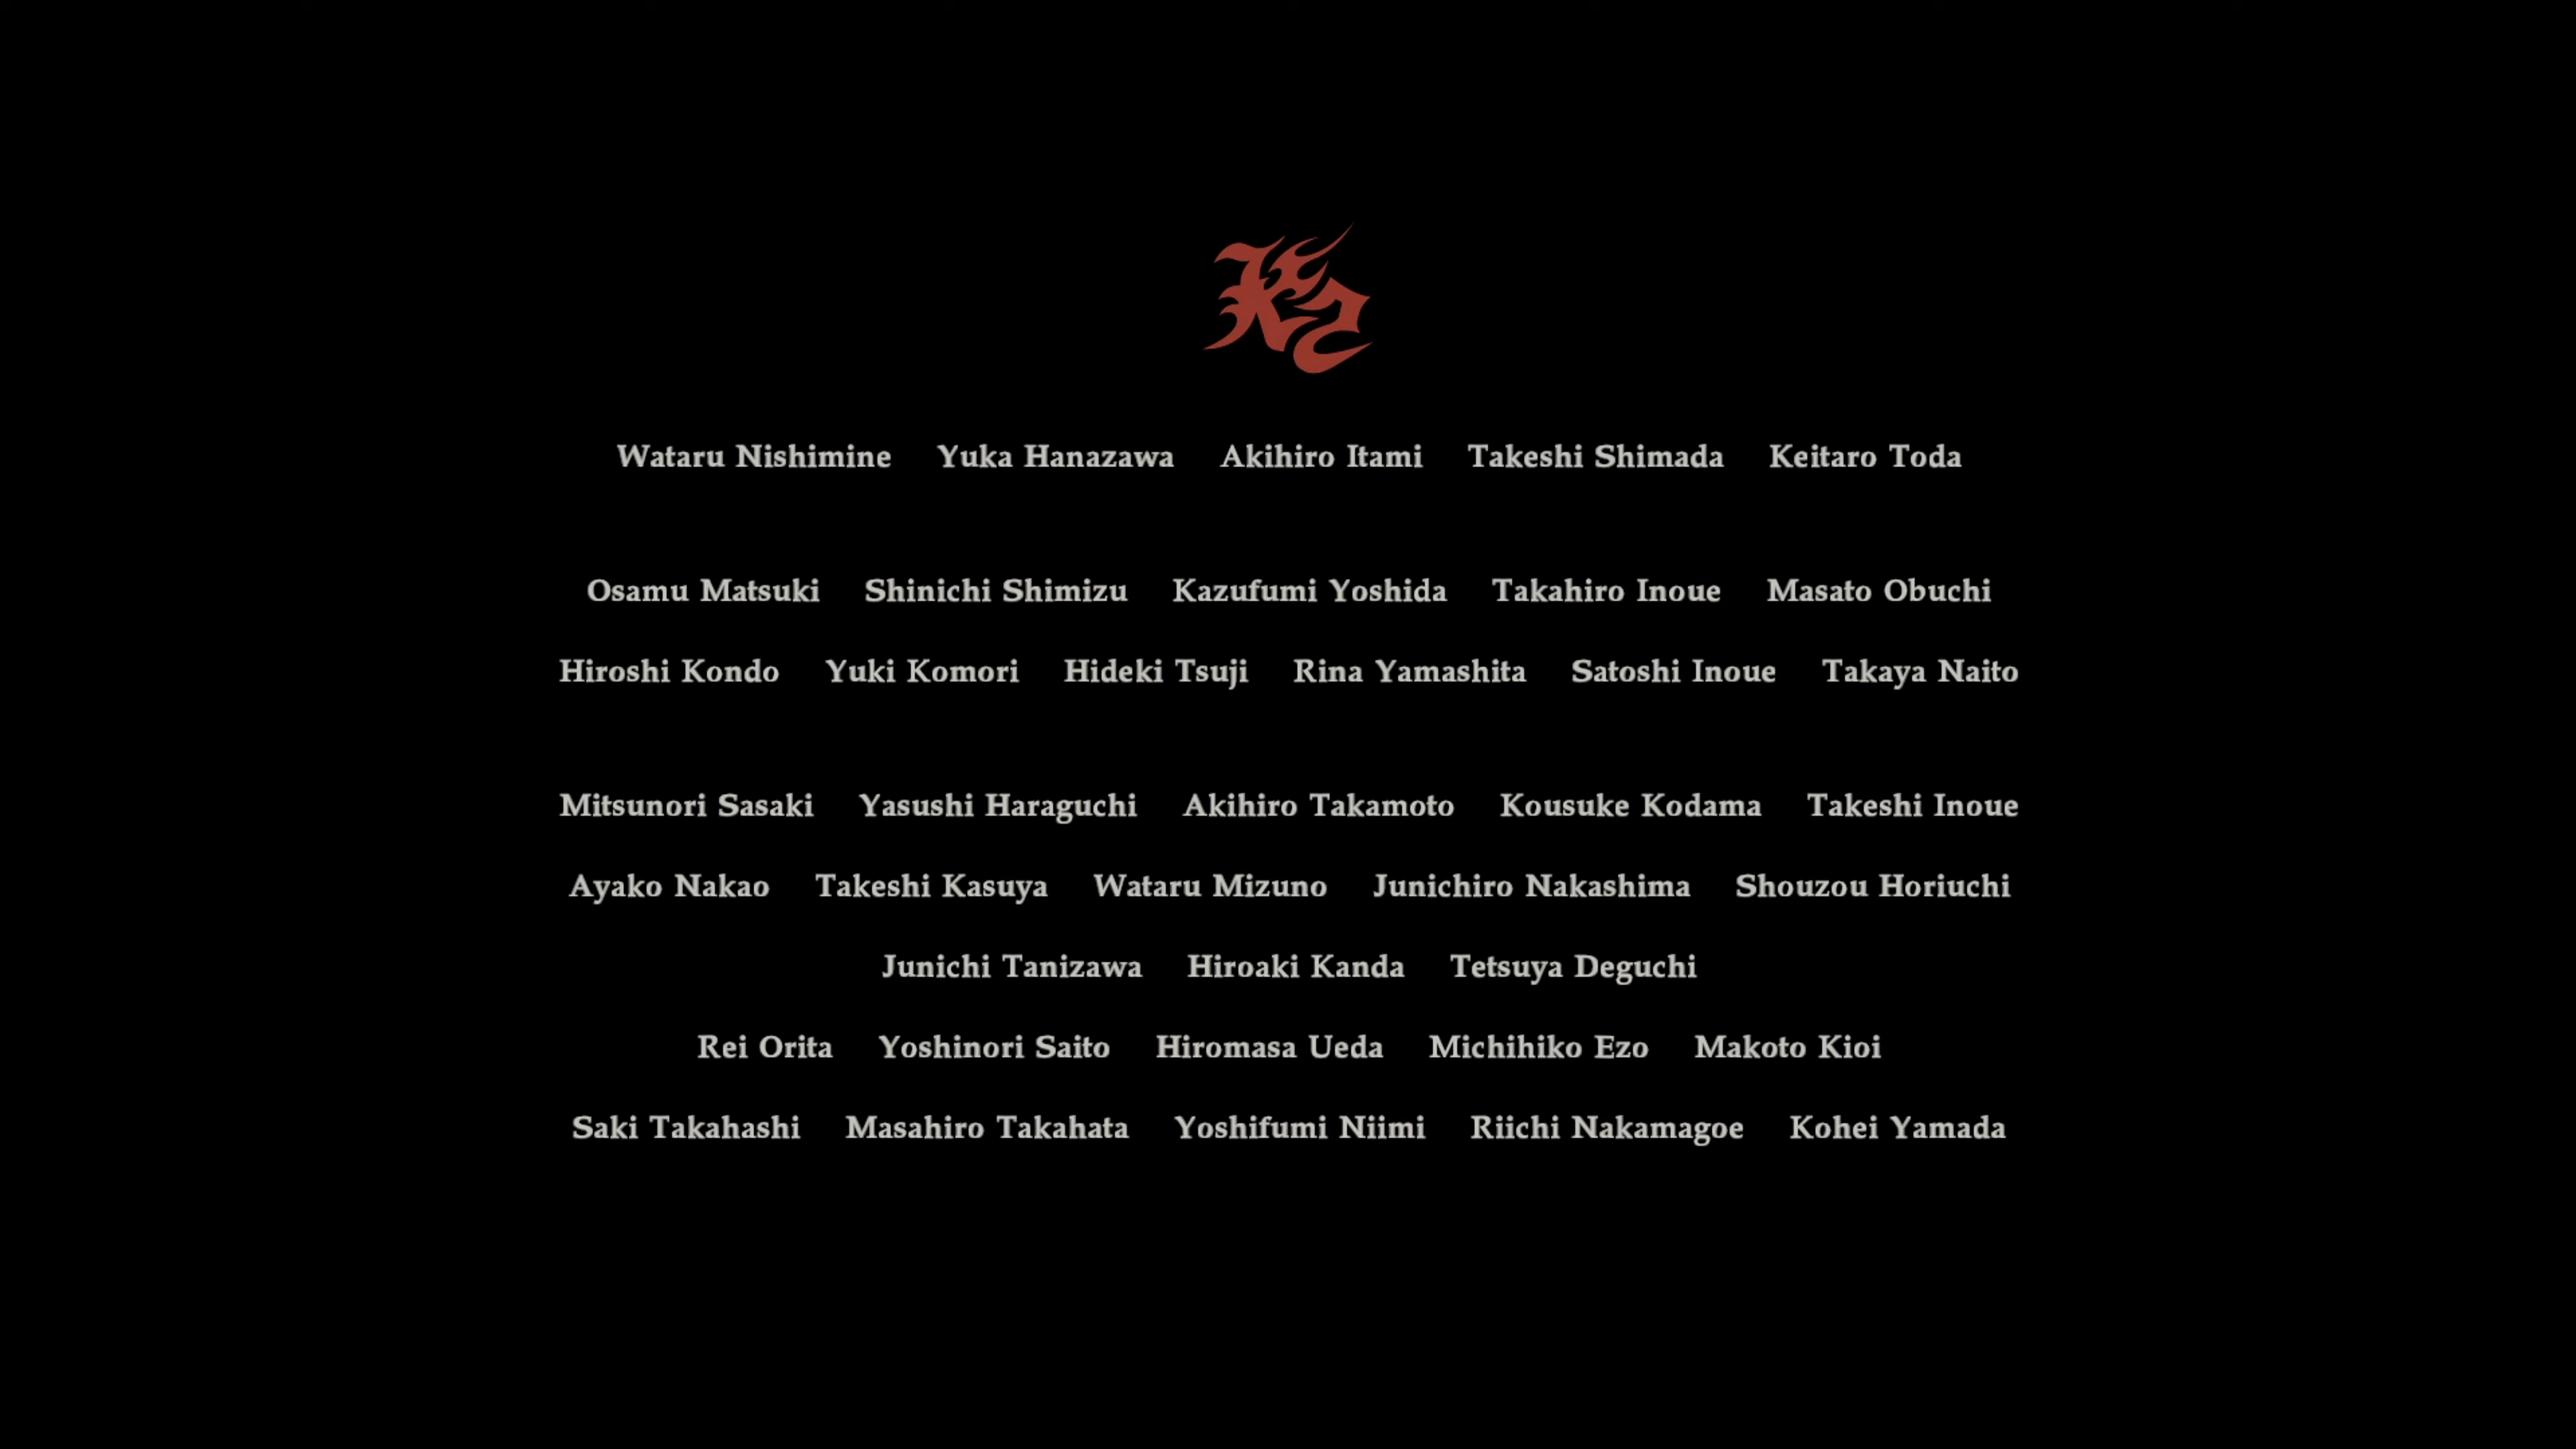 K2
Wataru Nishimine Yuka Hanazawa Akihiro Itami Takeshi Shimada Keitaro Toda
Osamu Matsuki Shinichi Shimizu Kazufumi Yoshida Takahiro Inoue Masato Obuchi
Hiroshi Kondo Yuki Komori Hideki Tsuji Rina Yamashita Satoshi Inoue Takaya Naito
Mitsunori Sasaki Yasushi Haraguchi Akihiro Takamoto Kousuke Kodama Takeshi Inoue
Ayako Nakao Takeshi Kasuya Wataru Mizuno Junichiro Nakashima Shouzou Horiuchi
Junichi Tanizawa Hiroaki Kanda Tetsuya Deguchi
Rei Orita Yoshinori Saito Hiromasa Ueda Michihiko Ezo Makoto Kioi
Saki Takahashi Masahiro Takahata Yoshifumi Niimi Riichi Nakamagoe Kohei Yamada